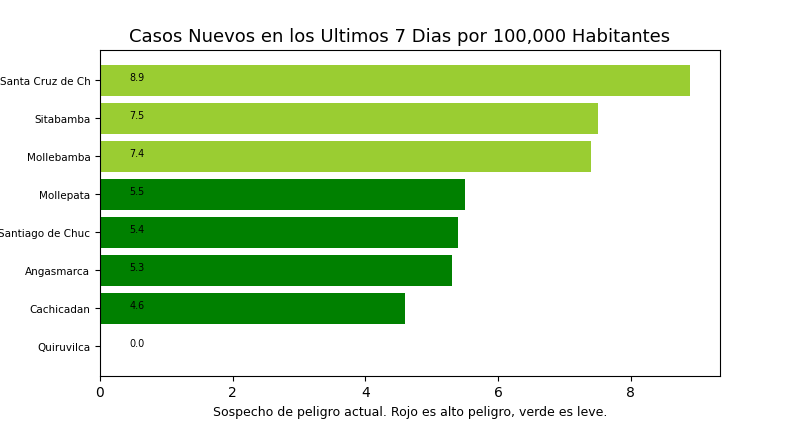 Casos Nuevos en los Ultimos 7 Dias por 100,000 Habitantes
Santa Cruz de Ch 8.9
Sitabamba 7.5
Mollebamba 7.4
Mollepata 5.5
Santiago de Chuc 5.4
Angasmarca 5.3
Cachicadan 4.6
Quiruvilca 0.0
0 2 4 6 8
Sospecho de peligro actual. Rojo es alto peligro, verde es leve.